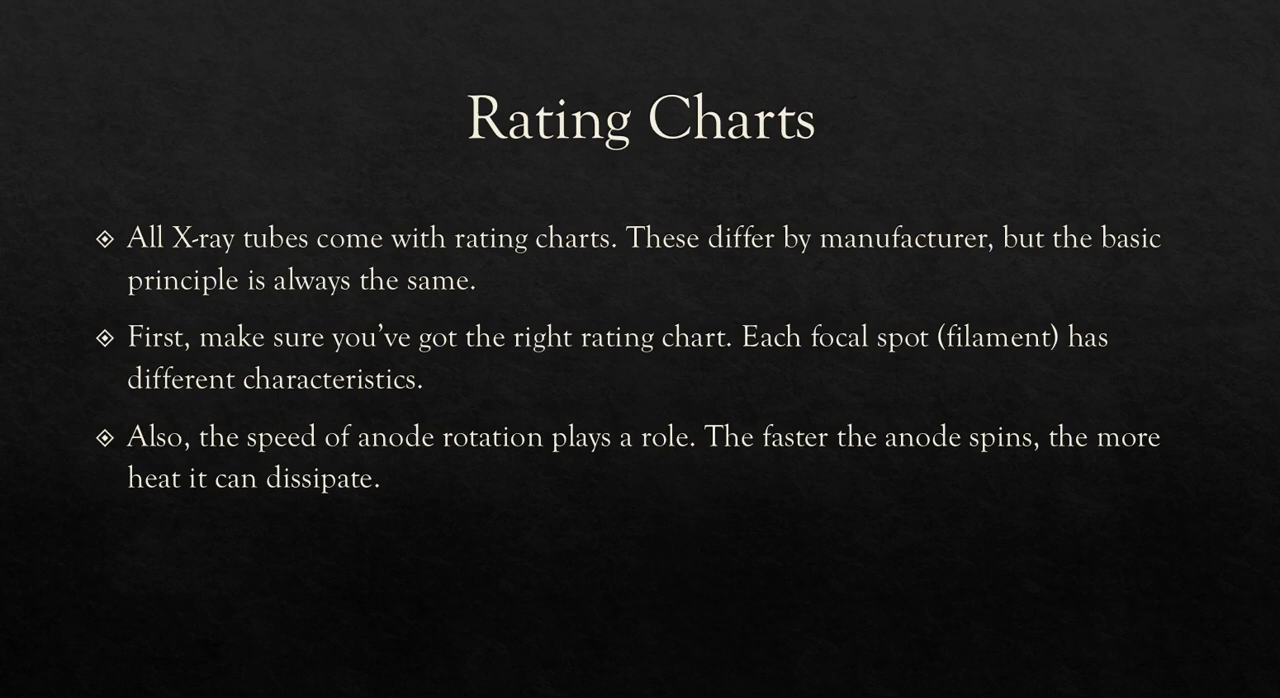 Rating Charts
All X-ray tubes come with rating charts. These differ by manufacturer, but the basic
principle is always the same.
First, make sure you’ve got the right rating chart. Each focal spot (filament) has
different characteristics.
Also, the speed of anode rotation plays a role. The faster the anode spins, the more
heat it can dissipate.